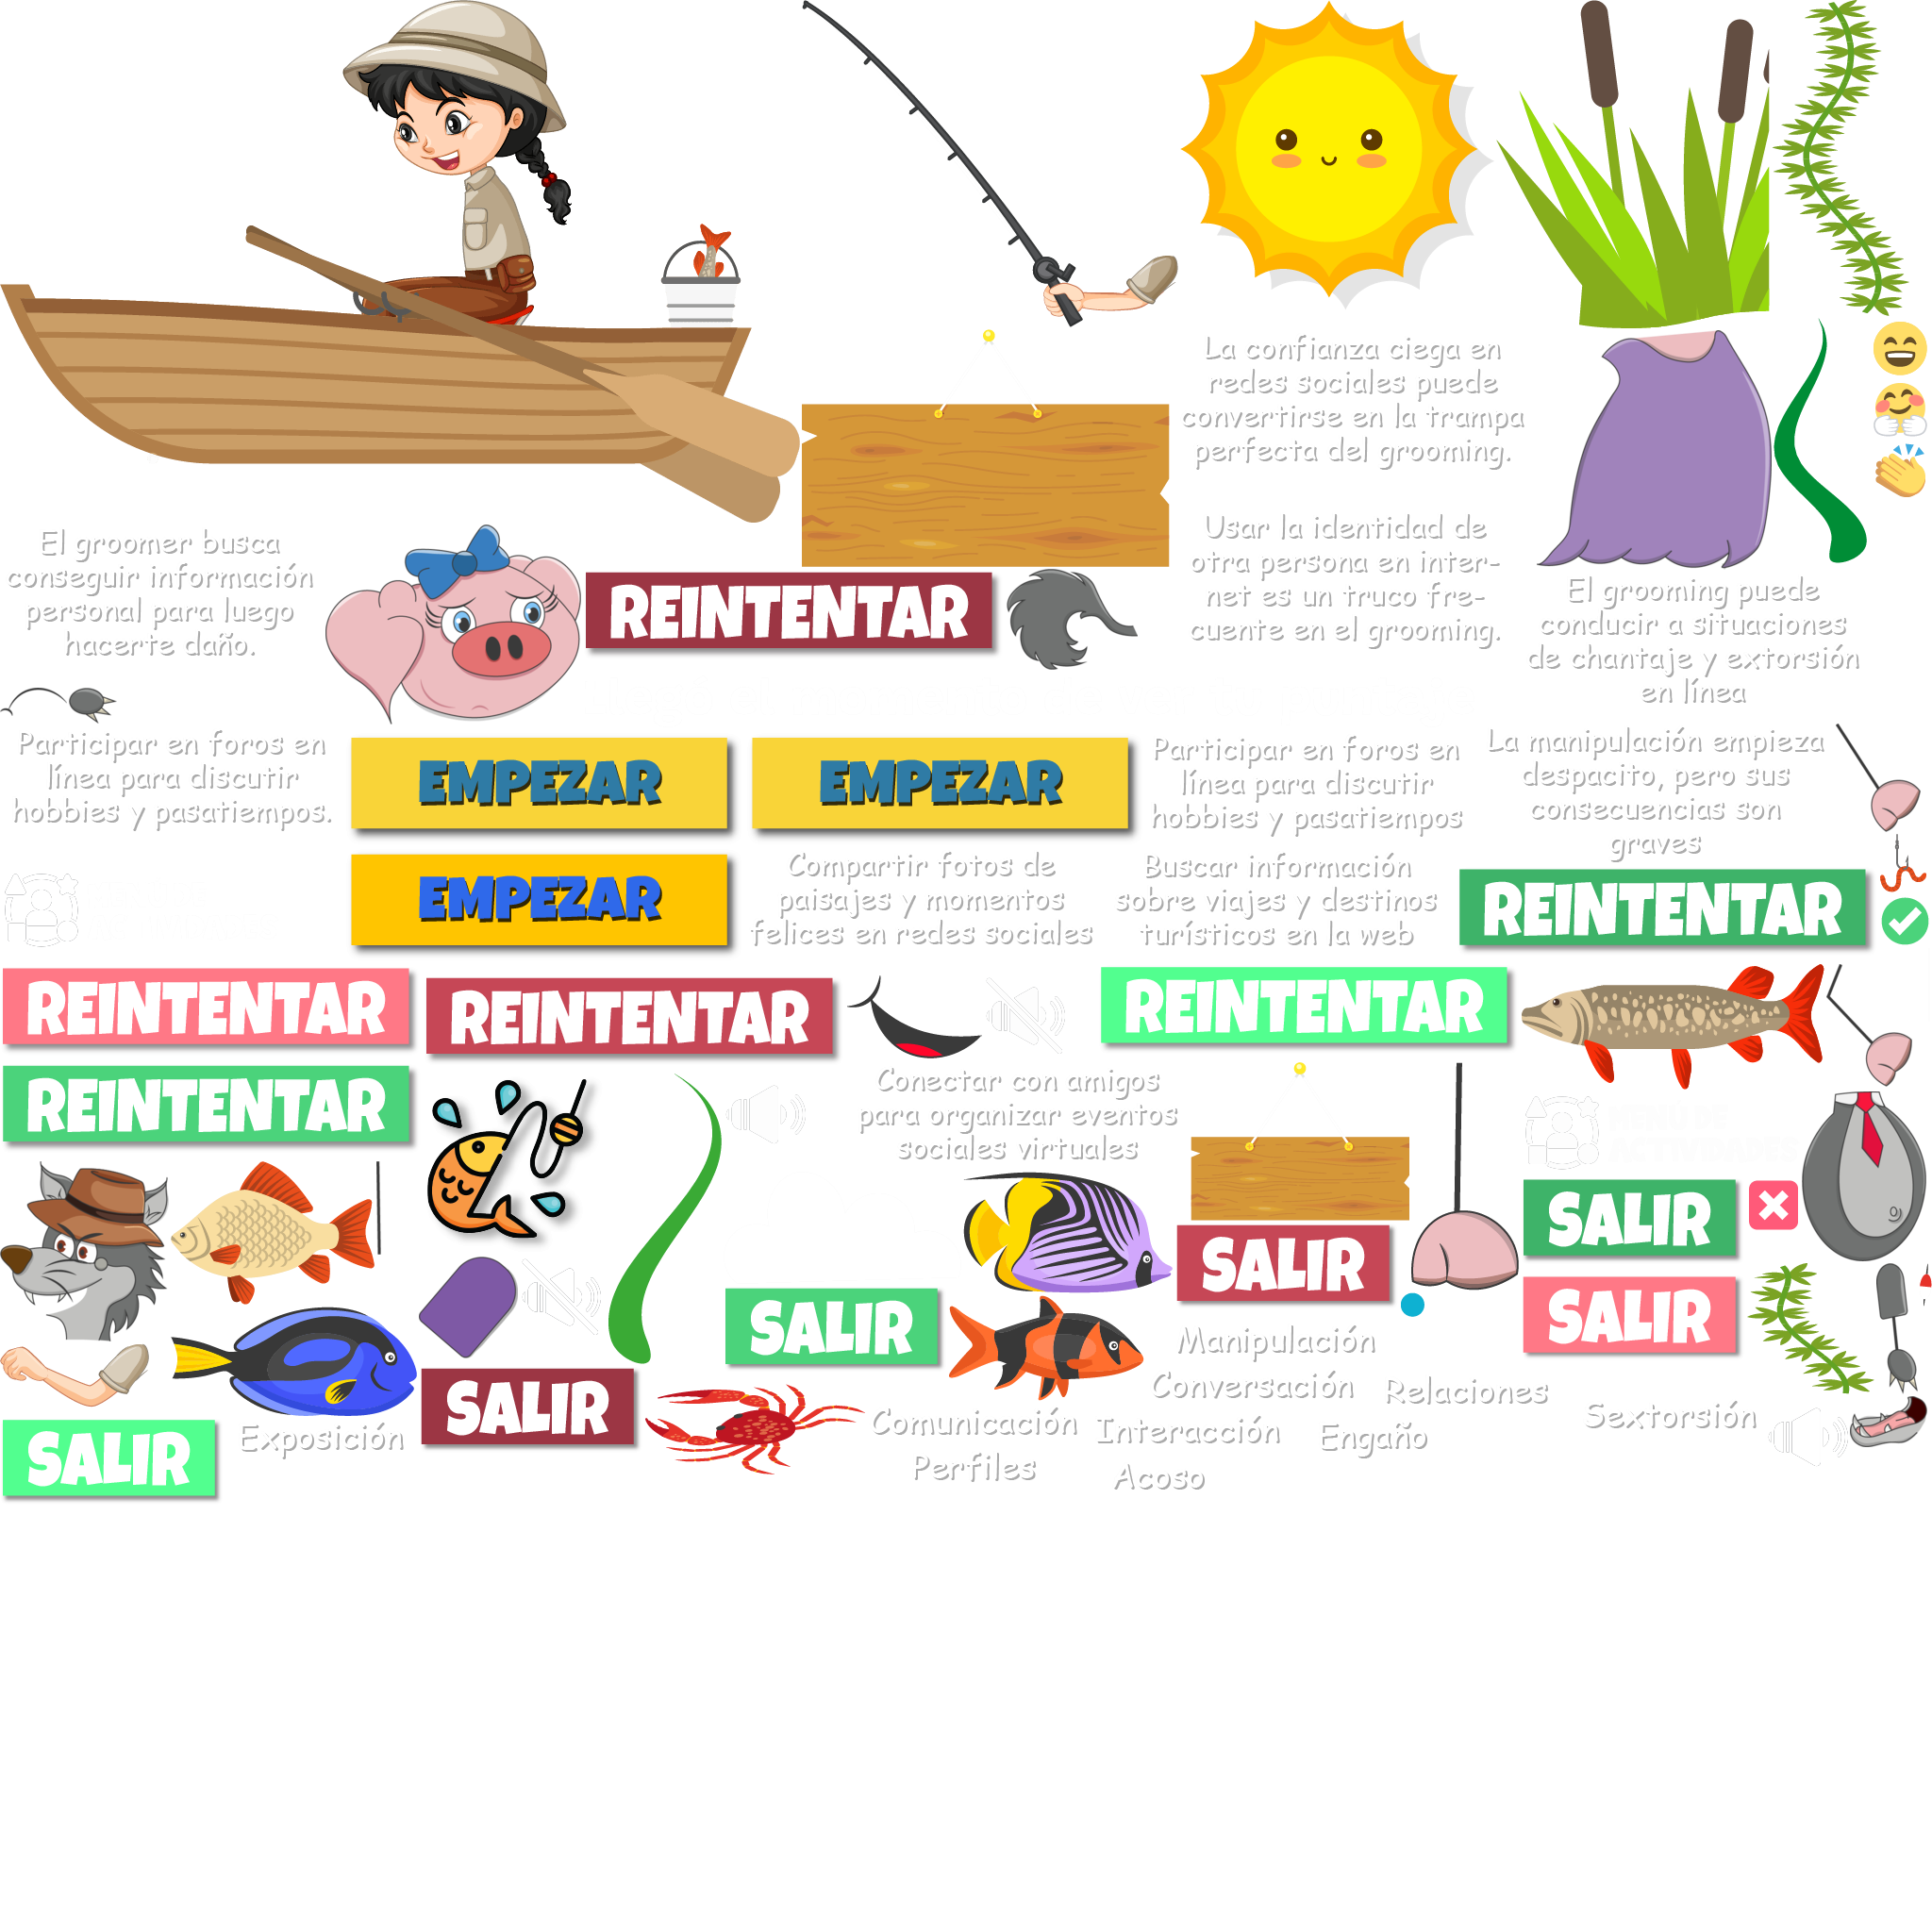 La confianza ciega en
redes sociales puede
convertirse en la trampa
perfecta del grooming.
Usar la identidad de
otra persona en inter-
net es un truco fre-
cuente en el grooming.
El groomer busca
conseguir información
personal para luego
hacerte daño.
REINTENTAR
El grooming puede
conducir a situaciones
de chantaje y extorsión
en línea
Participar en foros en
línea para discutir
hobbies y pasatiempos.
EMPEZAR
EMPEZAR
Participar en foros en
línea para discutir
hobbies y pasatiempos
La manipulación empieza
despacito, pero sus
consecuencias son
graves
EMPEZAR
Compartir fotos de
paisajes y momentos
felices en redes sociales
Buscar información
sobre viajes y destinos
turísticos en la web
REINTENTAR
REINTENTAR
REINTENTAR
REINTENTAR
REINTENTAR
Conectar con amigos
para organizar eventos
sociales virtuales
SALIR
SALIR
SALIR
SALIR
Manipulación
Conversación
Relaciones
SALIR
Sextorsión
SALIR
Exposición
Comunicación
Interacción
Engaño
Perfiles
Acoso